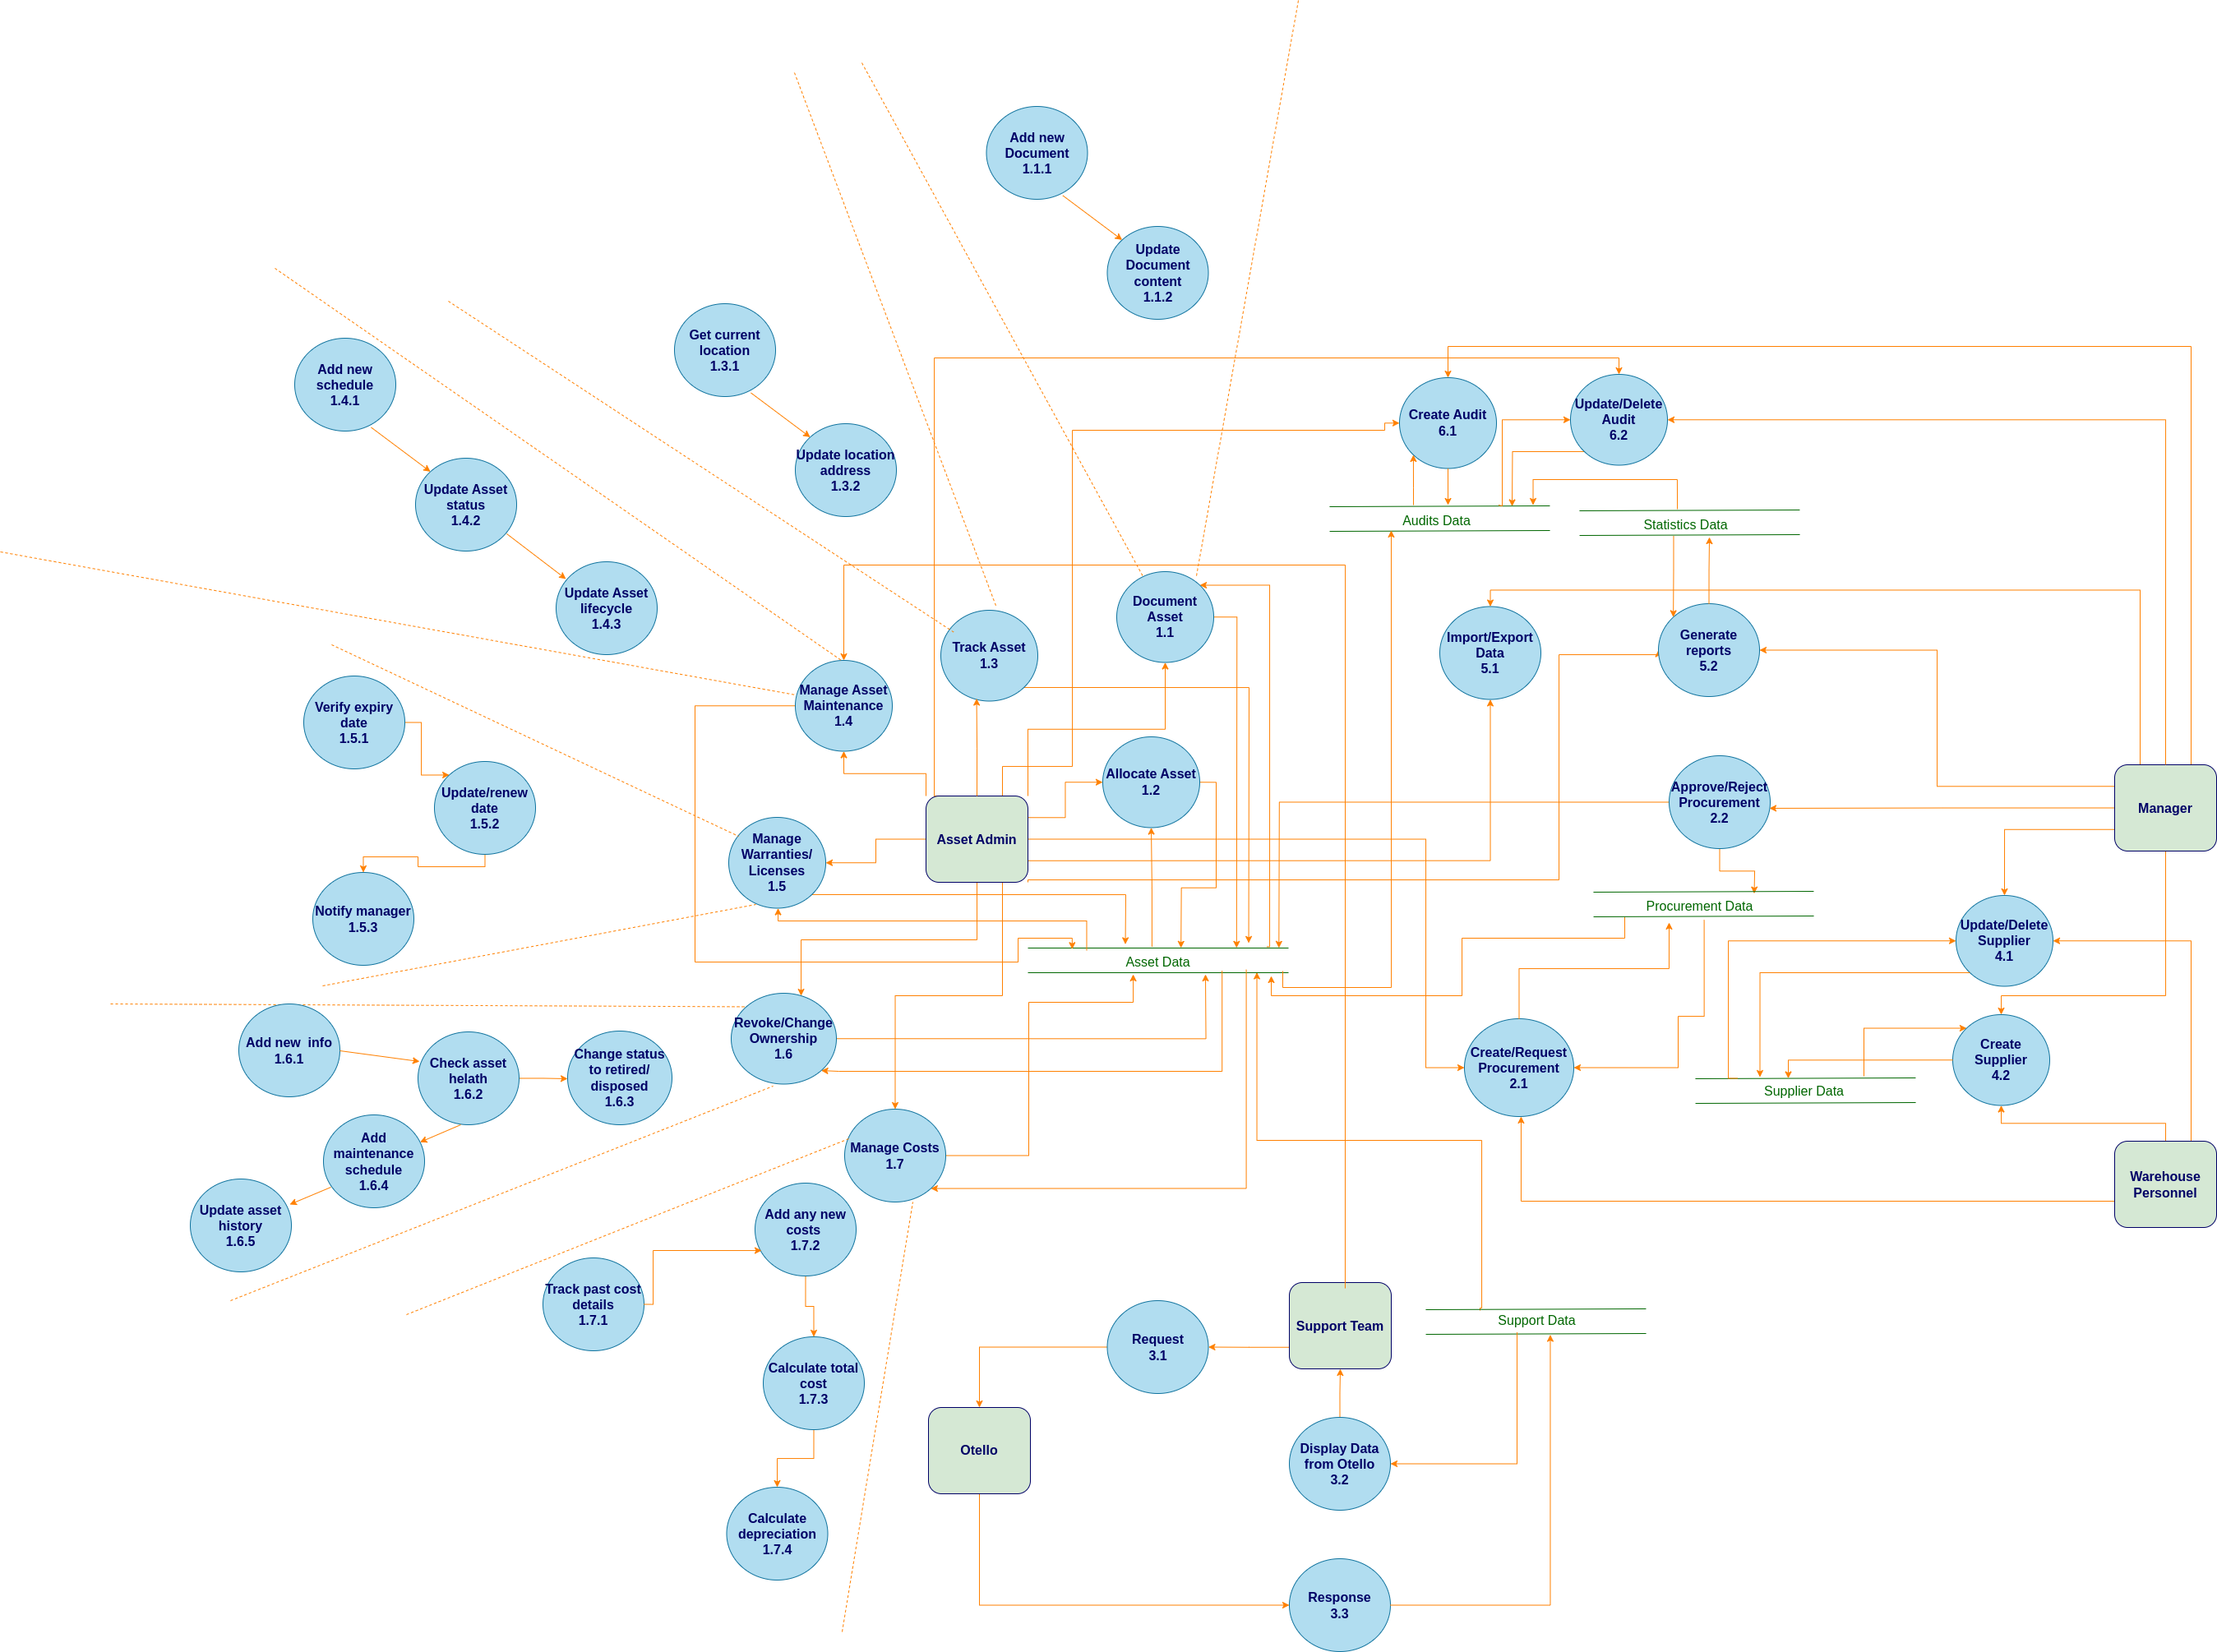 Add new
Document
1.1.1
Update
Document
content
1.1.2
Get current
location
1.3.1
Add new
schedule
1.4.1
Update/Delete
Audit
6.2
Create Audit
6.1
Update location
address
1.3.2
Update Asset
status
1.4.2
Audits Data
Statistics Data
Update Asset
lifecycle
1.4.3
Document
Asset
1.1
Track Asset
1.3
Import/Export
Data
5.1
Generate
reports
5.2
Manage Asset
Maintenance
1.4
Verify expiry
date
1.5.1
Allocate Asset
1.2
Approve/Reject
Procurement
2.2
Manager
Update/renew
date
1.5.2
Asset Admin
Manage
Warranties/
Licenses
1.5
Notify manager
1.5.3
Procurement Data
Update/Delete
Supplier
4.1
Asset Data
Revoke/Change
Ownership
1.6
Add new  info
1.6.1
Check asset
helath
1.6.2
Change status
to retired/
disposed
1.6.3
Create/Request
Procurement
2.1
Create
Supplier
4.2
Supplier Data
Add
maintenance
schedule
1.6.4
Manage Costs
1.7
Warehouse
Personnel
Update asset
history
1.6.5
Add any new
costs
1.7.2
Track past cost
details
1.7.1
Support Team
Support Data
Request
3.1
Calculate total
cost
1.7.3
Otello
Display Data
from Otello
3.2
Calculate
depreciation
1.7.4
Response
3.3